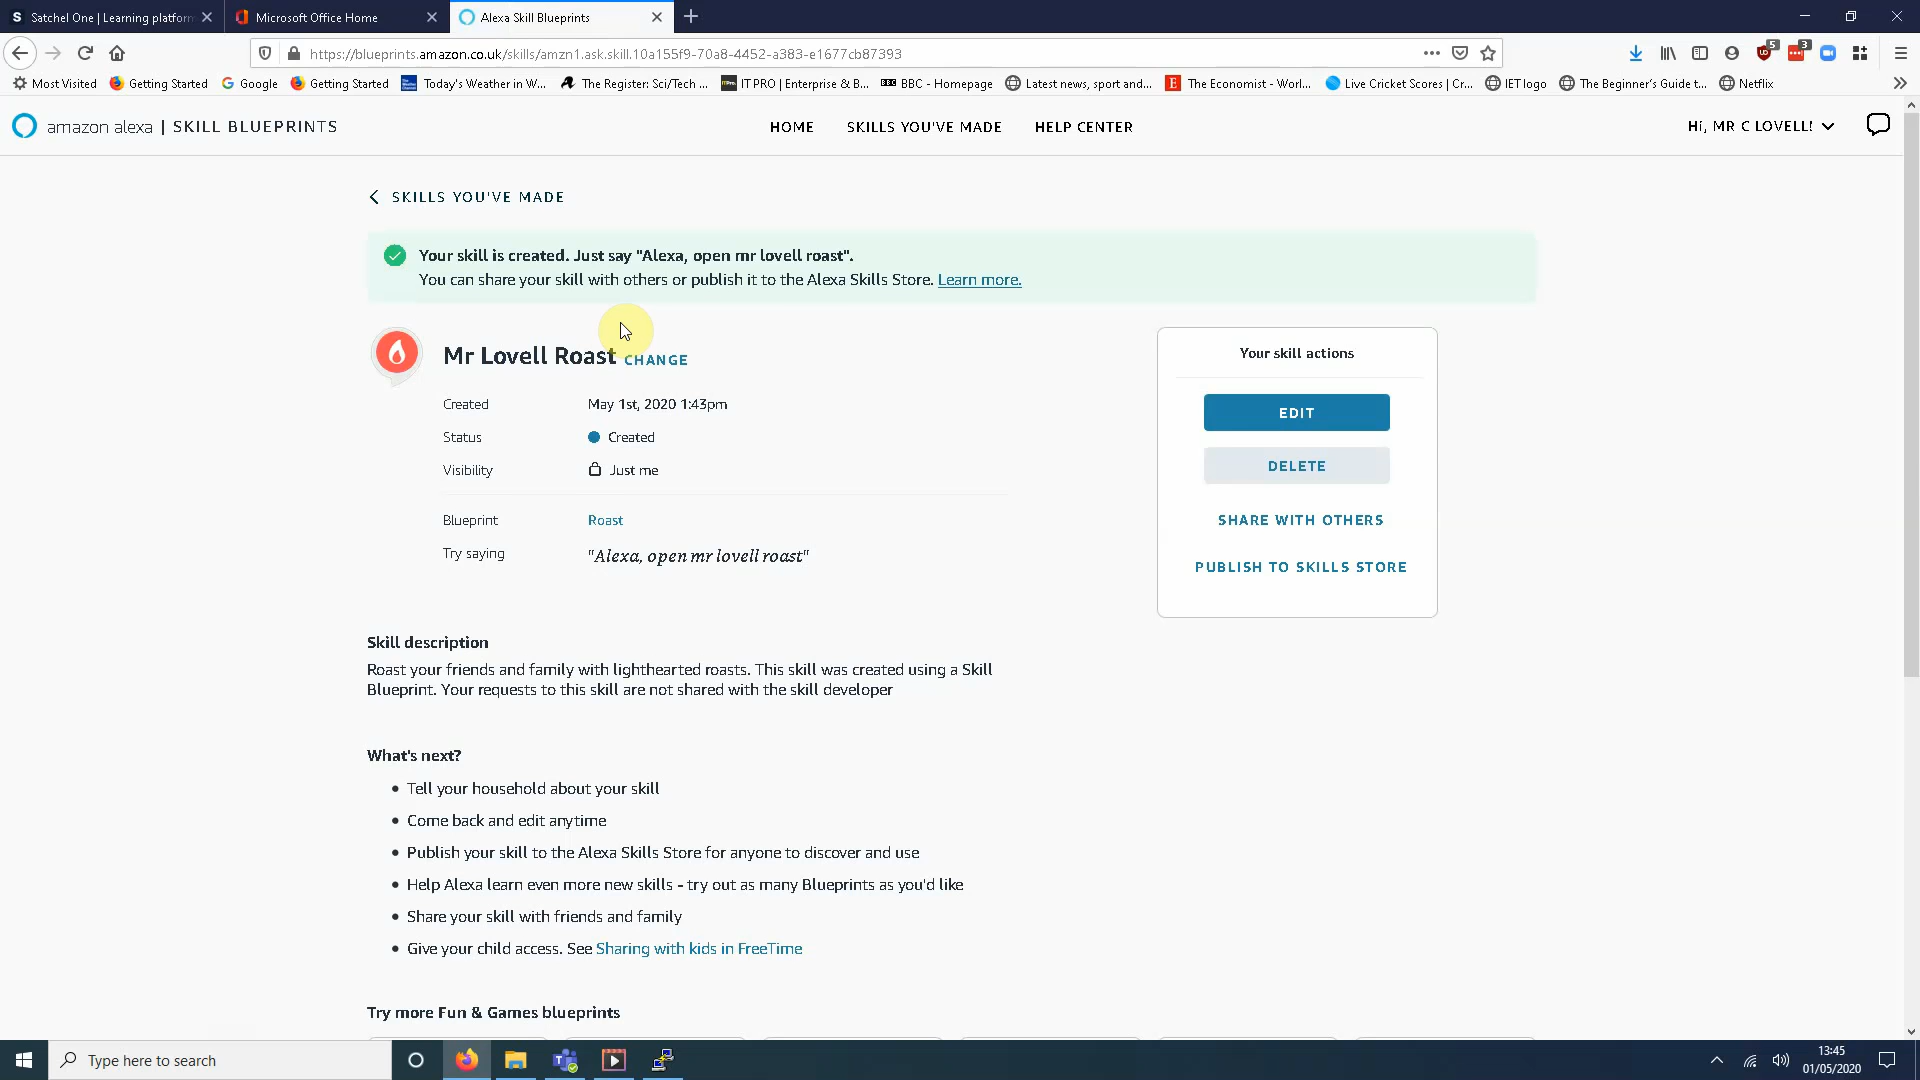 Satchel One | Learning platform
Microsoft Office Home
Alexa Skill Blueprints
https://blueprints.amazon.co.uk/skills/amzn1.ask.skill.10a155f9-70a8-4452-a383-e1677cb87393
5
3
Most Visited
Getting Started
Google
Getting Started
Today's Weather in W...
The Register: Sci/Tech ...
IT PRO | Enterprise & B...
BBC - Homepage
Latest news, sport and...
The Economist - Worl...
Live Cricket Scores | Cr...
IET logo
The Beginner's Guide t...
Netflix
amazon alexa | SKILL BLUEPRINTS
HOME
SKILLS YOU'VE MADE
HELP CENTER
Hi, MR C LOVELL!
SKILLS YOU'VE MADE
Your skill is created. Just say "Alexa, open mr lovell roast".
You can share your skill with others or publish it to the Alexa Skills Store. Learn more.
Mr Lovell Roast CHANGE
Created May 1st, 2020 1:43pm
Status Created
Visibility Just me
Blueprint Roast
Try saying "Alexa, open mr lovell roast"
Your skill actions
EDIT
DELETE
SHARE WITH OTHERS
PUBLISH TO SKILLS STORE
Skill description
Roast your friends and family with lighthearted roasts. This skill was created using a Skill
Blueprint. Your requests to this skill are not shared with the skill developer
What's next?
• Tell your household about your skill
• Come back and edit anytime
• Publish your skill to the Alexa Skills Store for anyone to discover and use
• Help Alexa learn even more new skills - try out as many Blueprints as you'd like
• Share your skill with friends and family
• Give your child access. See Sharing with kids in FreeTime
Try more Fun & Games blueprints
Type here to search
13:45
01/05/2020